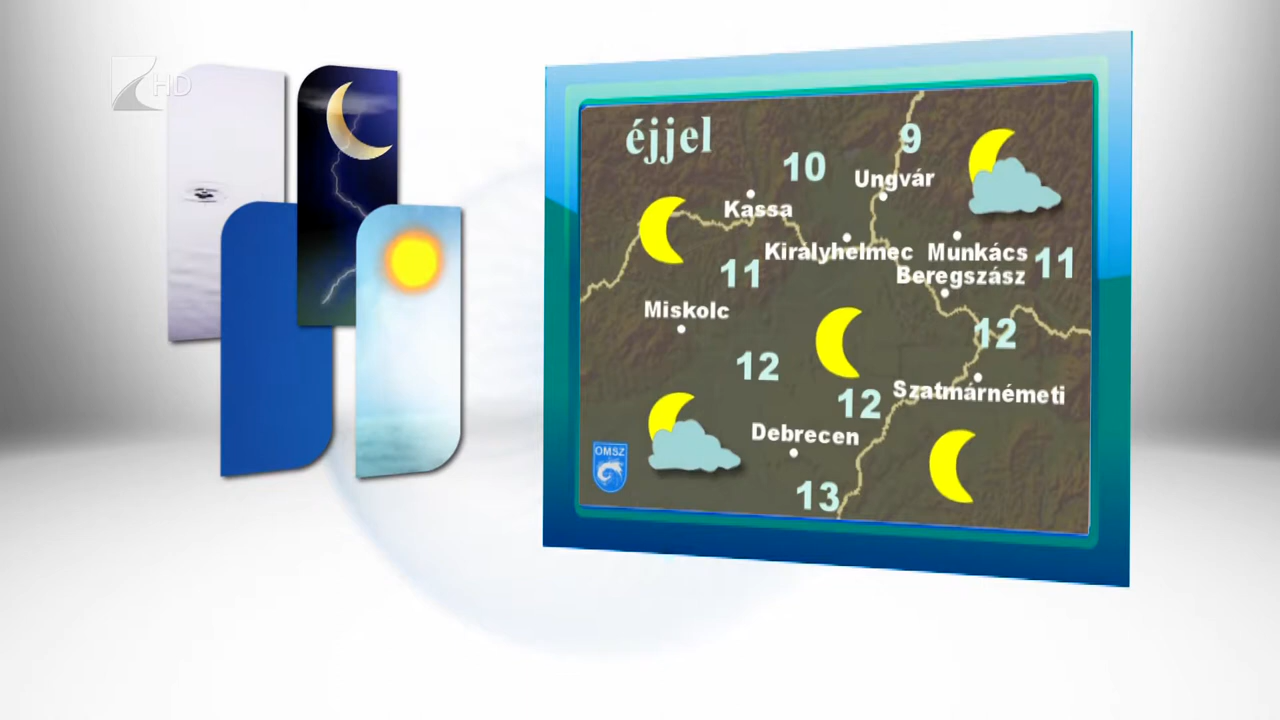 HD
éjjel
9
10
Ungvár
Kassa
Királyhelmec
Munkács
11
11
Beregszász
Miskolc
12
12
Szatmárnémeti
12
Debrecen
OMSZ
13